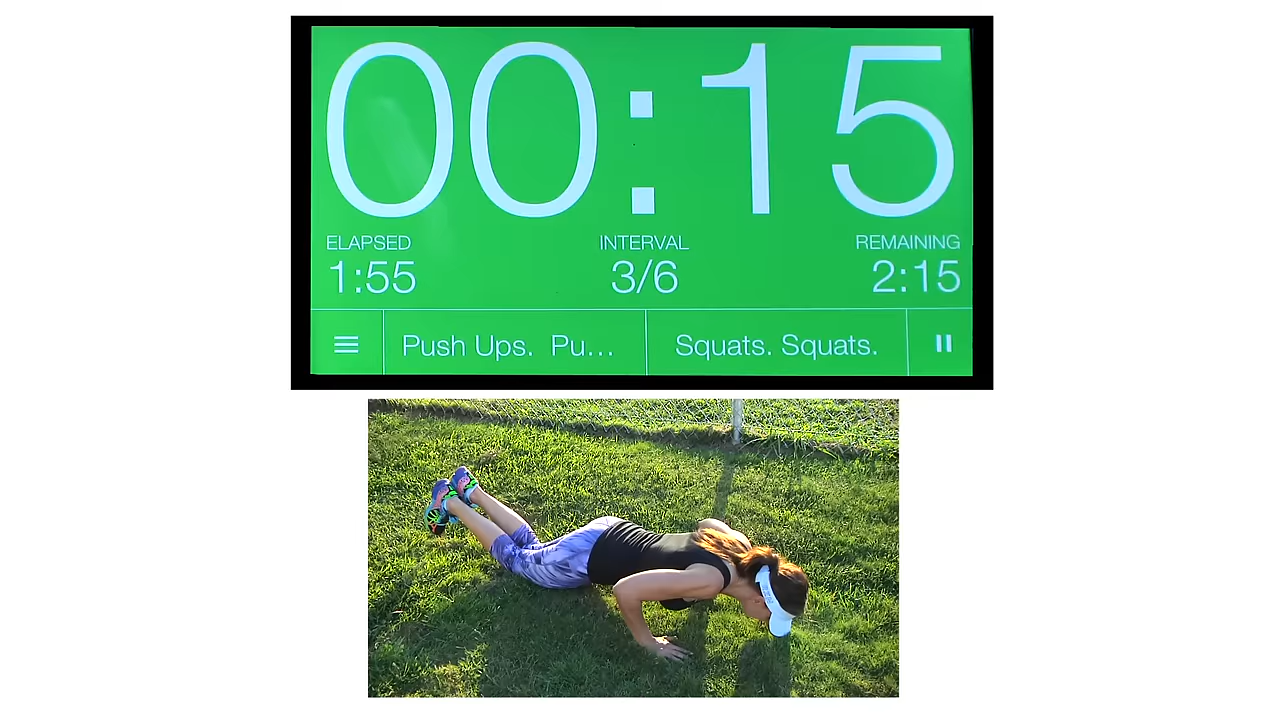 00:15
ELAPSED INTERVAL REMAINING
1:55 3/6 2:15
Push Ups. Pu... Squats. Squats.